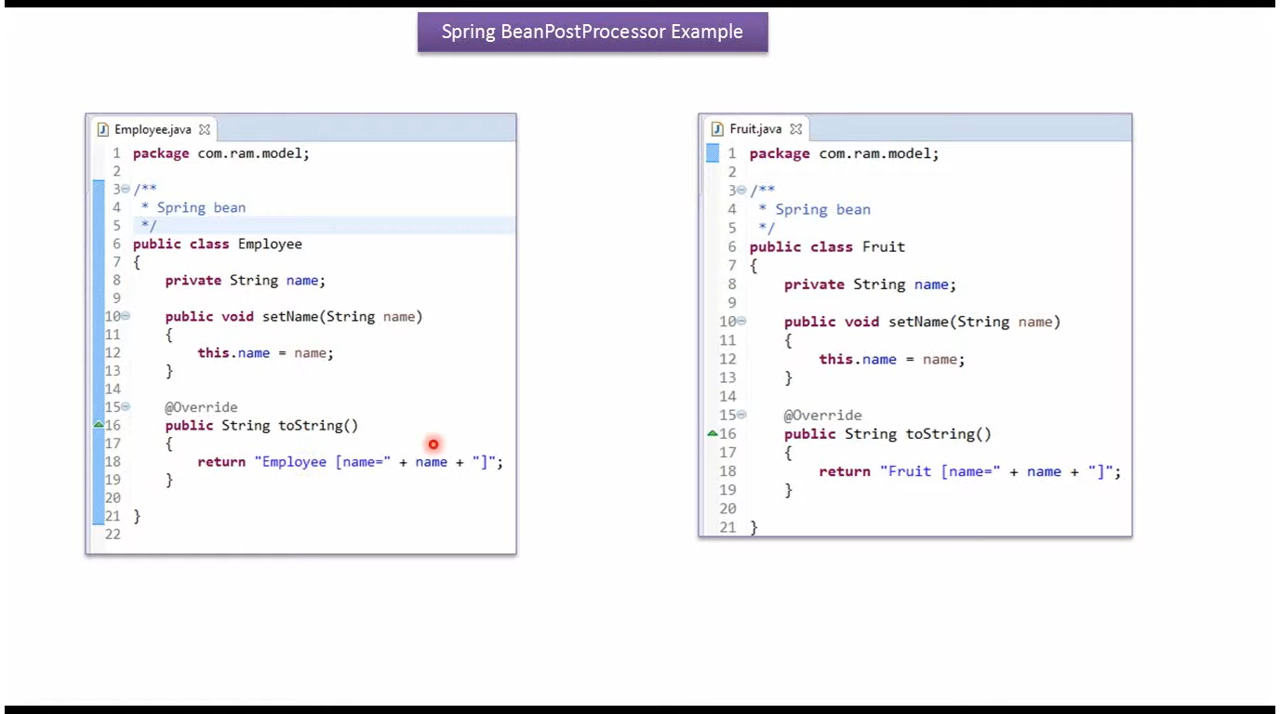 Spring BeanPostProcessor Example
Employee.java
1 package com.ram.model;
2
3 /**
4 * Spring bean
5 */
6 public class Employee
7 {
8 private String name;
9
10 public void setName(String name)
11 {
12 this.name = name;
13 }
14
15 @Override
16 public String toString()
17 {
18 return "Employee [name=" + name + "]";
19 }
20
21 }
22
Fruit.java
1 package com.ram.model;
2
3 /**
4 * Spring bean
5 */
6 public class Fruit
7 {
8 private String name;
9
10 public void setName(String name)
11 {
12 this.name = name;
13 }
14
15 @Override
16 public String toString()
17 {
18 return "Fruit [name=" + name + "]";
19 }
20
21 }